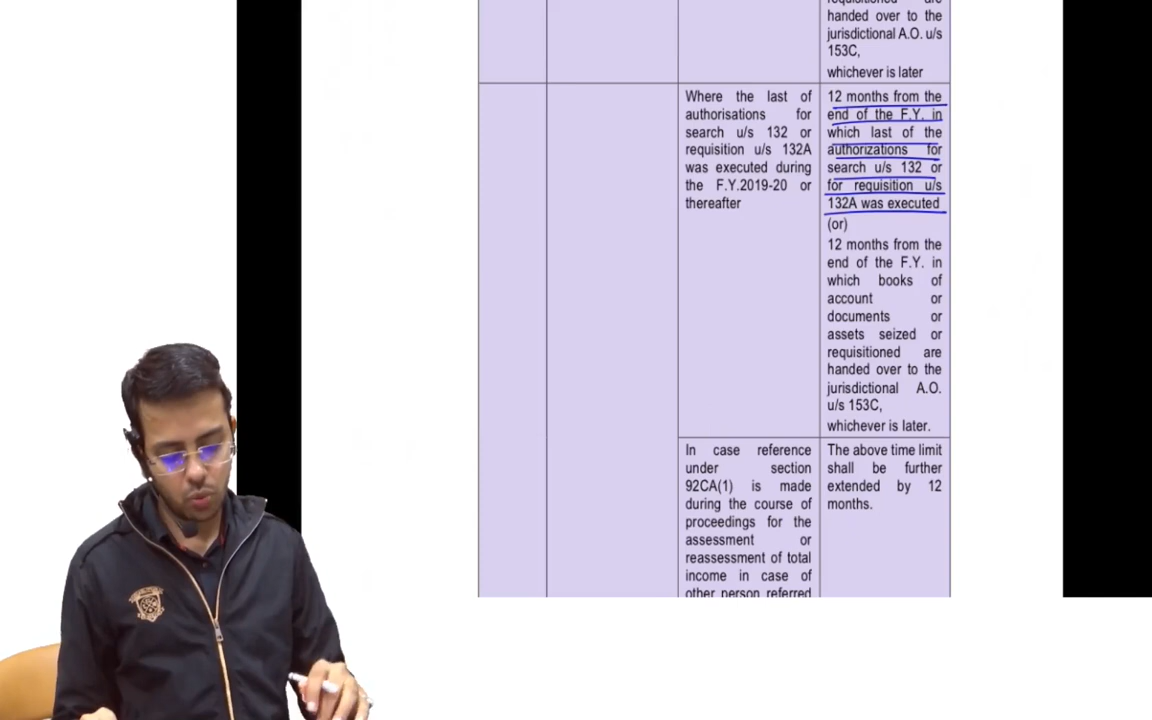 handed over to the
jurisdictional A.O. u/s
153C,
whichever is later
Where the last of
authorisations for
search u/s 132 or
requisition u/s 132A
was executed during
the F.Y.2019-20 or
thereafter
12 months from the
end of the F.Y. in
which last of the
authorizations for
search u/s 132 or
for requisition u/s
132A was executed
(or)
12 months from the
end of the F.Y. in
which books of
account or
documents or
assets seized or
requisitioned are
handed over to the
jurisdictional A.O.
u/s 153C,
whichever is later.
In case reference
under section
92CA(1) is made
during the course of
proceedings for the
assessment or
reassessment of total
income in case of
other person referred
The above time limit
shall be further
extended by 12
months.